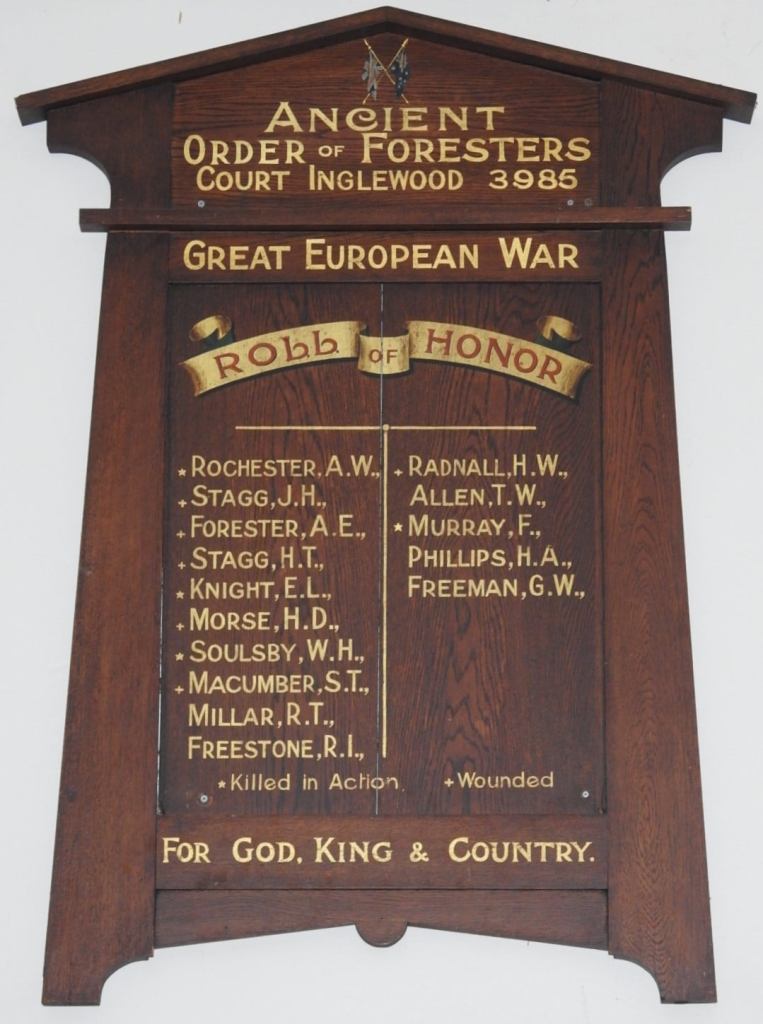 ANCIENT
ORDER OF FORESTERS
COURT INGLEWOOD 3985
GREAT EUROPEAN WAR
ROLL OF HONOR
*ROCHESTER, A.W.,
+STAGG, J.H.,
+FORESTER, A.E.,
+STAGG, H.T.,
*KNIGHT, E.L.,
+MORSE, H.D.,
*SOULSBY, W.H.,
+MACUMBER, S.T.,
MILLAR, R.T.,
FREESTONE, R.I.,
+RADNALL, H.W.,
ALLEN, T.W.,
*MURRAY, F.,
PHILLIPS, H.A.,
FREEMAN, G.W.,
*Killed in Action, +Wounded
FOR GOD, KING & COUNTRY.